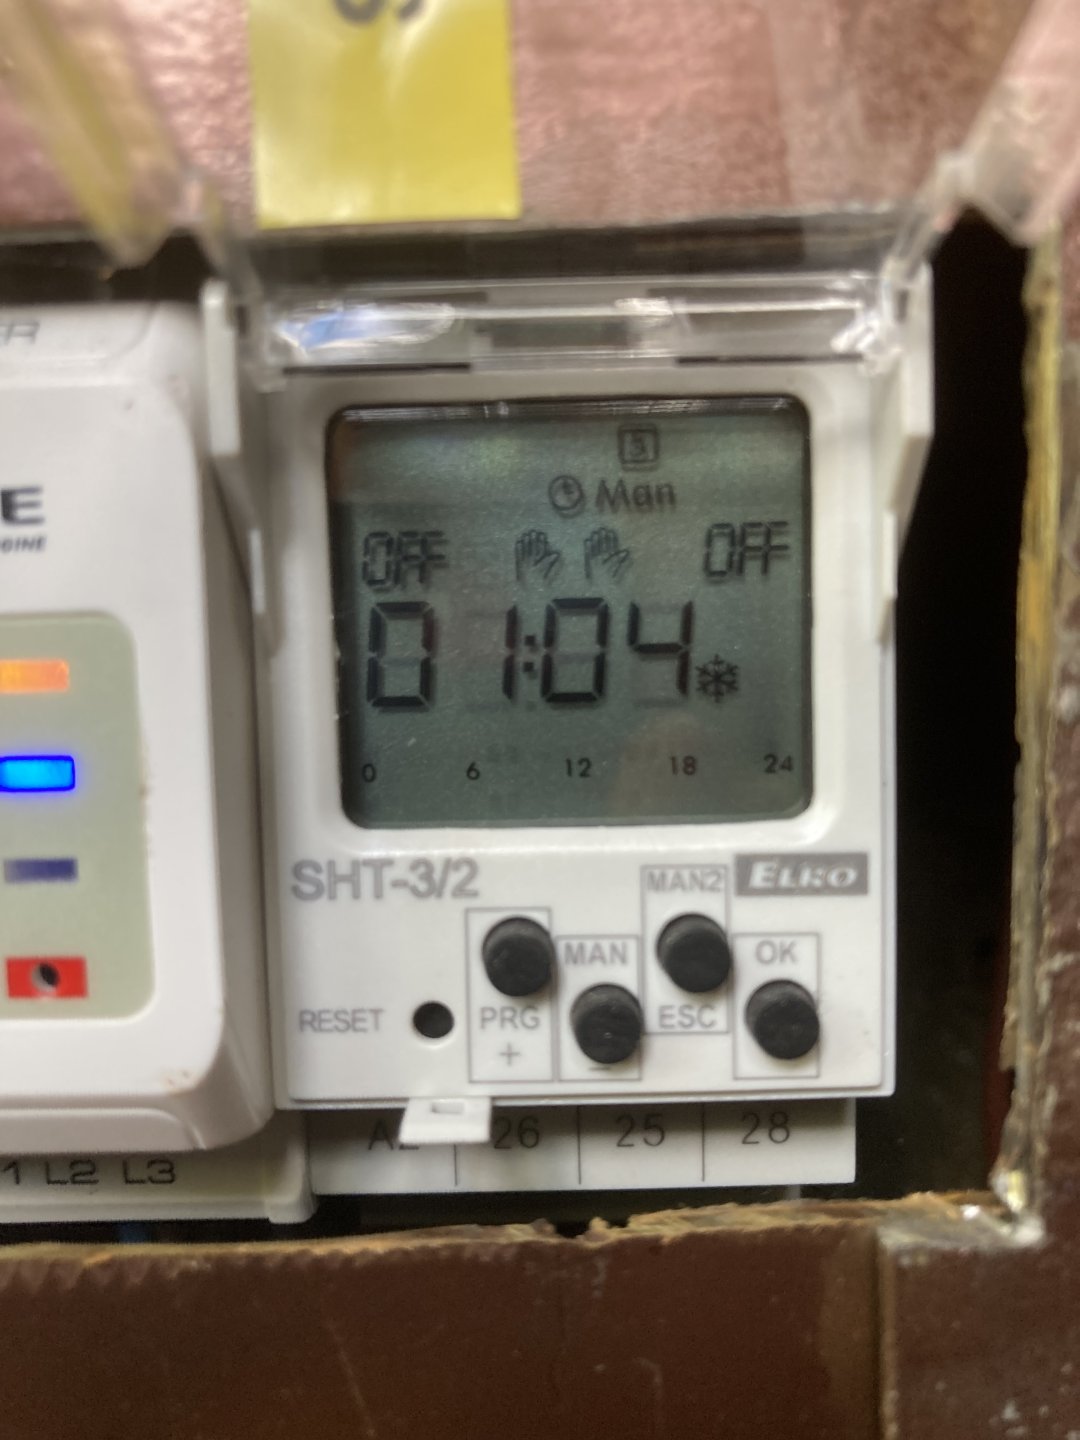 3
Man
OFF OFF
01:04
0 6 12 18 24
SHT-3/2
MAN2 ELKO
MAN OK
RESET PRG ESC
+ -
26 25 28
L2 L3